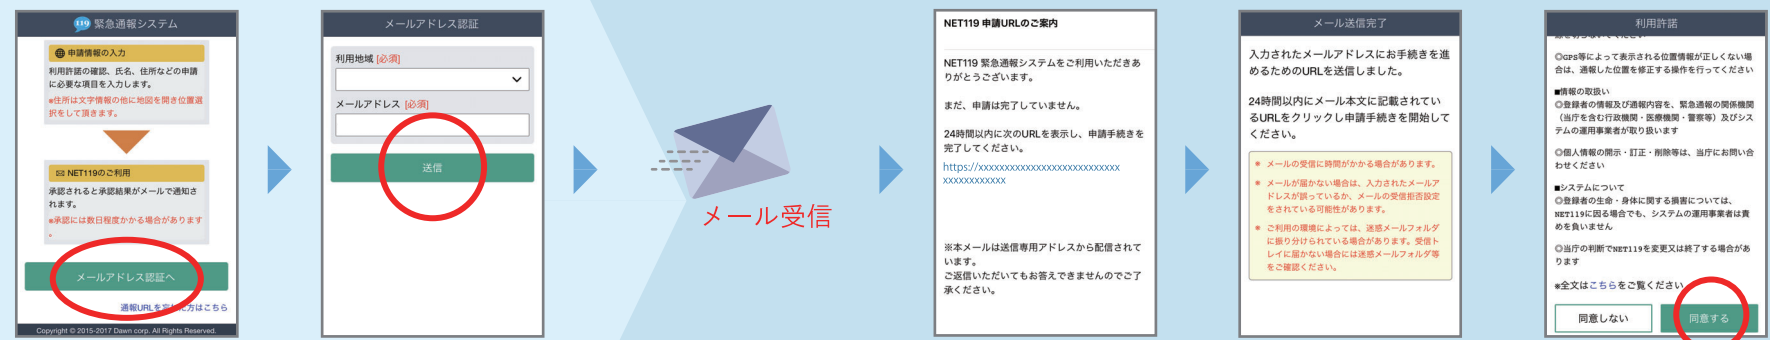 119 緊急通報システム
申請情報の入力
利用許諾の確認、氏名、住所などの申請
に必要な項目を入力します。
※住所は文字情報の他に地図を開き位置選
択をして頂きます。
NET119のご利用
承認されると承認結果がメールで通知さ
れます。
※承認には数日程度かかる場合があります
。
メールアドレス認証へ
通報URLを忘れた方はこちら
Copyright © 2015-2017 Dawn corp. All Rights Reserved.
メールアドレス認証
利用地域 [必須]
メールアドレス [必須]
送信
メール受信
NET119 申請URLのご案内
NET119 緊急通報システムをご利用いただきあ
りがとうございます。
まだ、申請は完了していません。
24時間以内に次のURLを表示し、申請手続きを
完了してください。
https://xxxxxxxxxxxxxxxxxxxxxxxxxxx
xxxxxxxxxxxx
※本メールは送信専用アドレスから配信されて
います。
ご返信いただいてもお答えできませんのでご了
承ください。
メール送信完了
入力されたメールアドレスにお手続きを進
めるためのURLを送信しました。
24時間以内にメール本文に記載されてい
るURLをクリックし申請手続きを開始して
ください。
※ メールの受信に時間がかかる場合があります。
※ メールが届かない場合は、入力されたメールア
ドレスが誤っているか、メールの受信拒否設定
をされている可能性があります。
※ ご利用の環境によっては、迷惑メールフォルダ
に振り分けられている場合があります。受信ト
レイに届かない場合には迷惑メールフォルダ等
をご確認ください。
利用許諾
◎GPS等によって表示される位置情報が正しくない場
合は、通報した位置を修正する操作を行ってください
■情報の取扱い
◎登録者の情報及び通報内容を、緊急通報の関係機関
（当庁を含む行政機関・医療機関・警察等）及びシス
テムの運用事業者が取り扱います
◎個人情報の開示・訂正・削除等は、当庁にお問い合
わせください
■システムについて
◎登録者の生命・身体に関する損害については、
NET119に因る場合でも、システムの運用事業者は責
めを負いません
◎当庁の判断でNET119を変更又は終了する場合があ
ります
※全文はこちらをご覧ください
同意しない
同意する